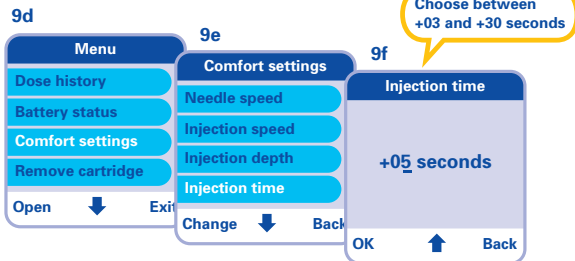 9d
Menu
Dose history
Battery status
Comfort settings
Remove cartridge
Open Exit
9e
Comfort settings
Needle speed
Injection speed
Injection depth
Injection time
Change Back
Choose between
+03 and +30 seconds
9f
Injection time
+05 seconds
OK Back